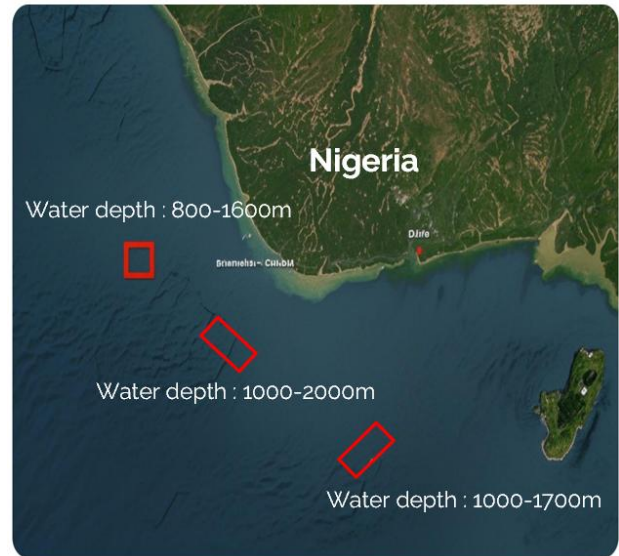 Nigeria
Water depth : 800-1600m
Water depth : 1000-2000m
Water depth : 1000-1700m